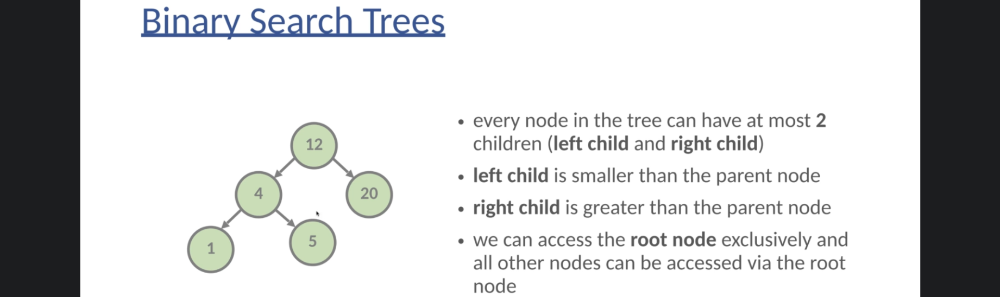 Binary Search Trees
12
4
20
1
5
• every node in the tree can have at most 2
children (left child and right child)
• left child is smaller than the parent node
• right child is greater than the parent node
• we can access the root node exclusively and
all other nodes can be accessed via the root
node